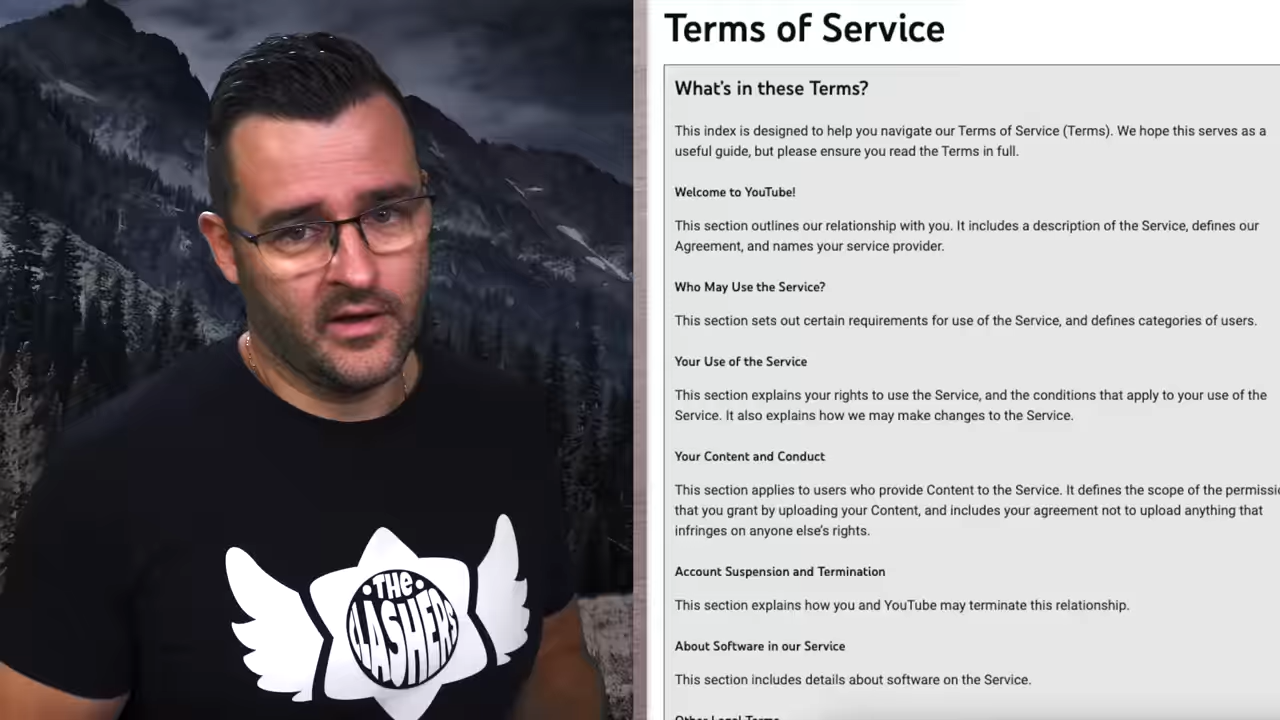 Terms of Service
What's in these Terms?
This index is designed to help you navigate our Terms of Service (Terms). We hope this serves as a
useful guide, but please ensure you read the Terms in full.
Welcome to YouTube!
This section outlines our relationship with you. It includes a description of the Service, defines our
Agreement, and names your service provider.
Who May Use the Service?
This section sets out certain requirements for use of the Service, and defines categories of users.
Your Use of the Service
This section explains your rights to use the Service, and the conditions that apply to your use of the
Service. It also explains how we may make changes to the Service.
Your Content and Conduct
This section applies to users who provide Content to the Service. It defines the scope of the permissio
that you grant by uploading your Content, and includes your agreement not to upload anything that
infringes on anyone else's rights.
Account Suspension and Termination
This section explains how you and YouTube may terminate this relationship.
About Software in our Service
This section includes details about software on the Service.
Other Legal Terms
THE
CLASHERS